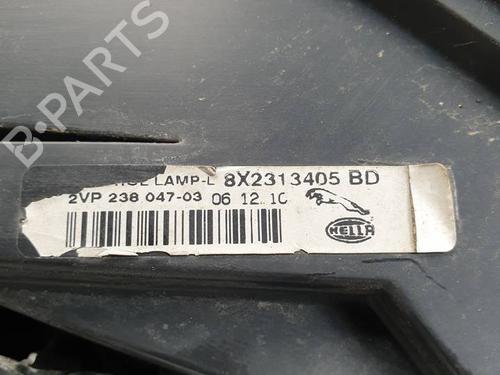 B-PARTS
LAMP-L 8X2313405 BD
2VP 238 047-03 06 12 10
HELLA